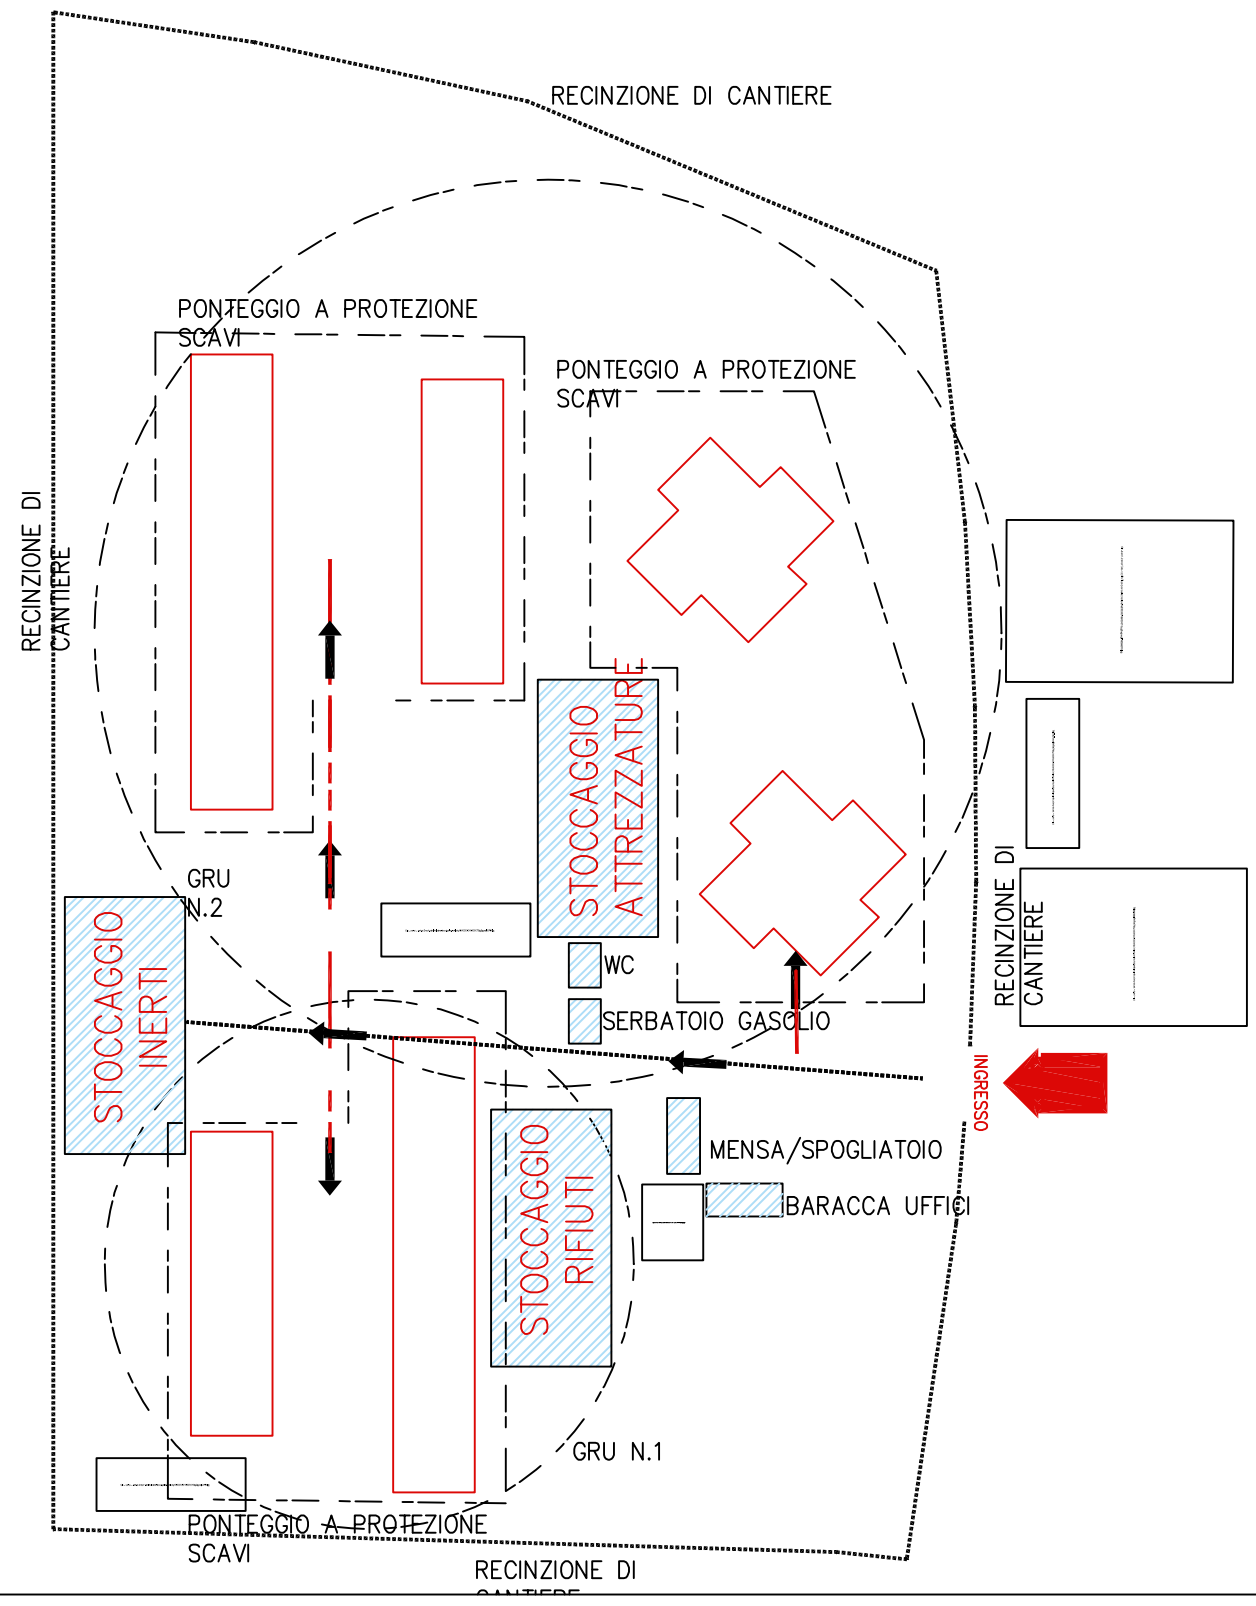 RECINZIONE DI CANTIERE
PONTEGGIO A PROTEZIONE
SCAVI
PONTEGGIO A PROTEZIONE
SCAVI
RECINZIONE DI
CANTIERE
STOCCAGGIO
ATTREZZATURE
GRU
N.2
STOCCAGGIO
INERTI
WC
SERBATOIO GASOLIO
RECINZIONE DI
CANTIERE
INGRESSO
MENSA/SPOGLIATOIO
BARACCA UFFICI
STOCCAGGIO
RIFIUTI
GRU N.1
PONTEGGIO A PROTEZIONE
SCAVI
RECINZIONE DI
CANTIERE